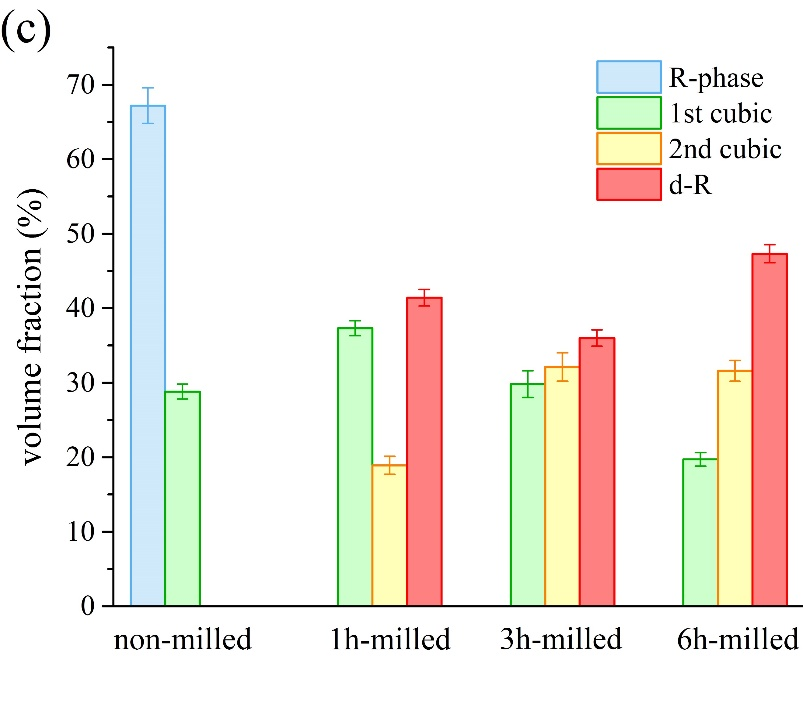 (c)
R-phase
1st cubic
2nd cubic
d-R
volume fraction (%)
70
60
50
40
30
20
10
0
non-milled
1h-milled
3h-milled
6h-milled